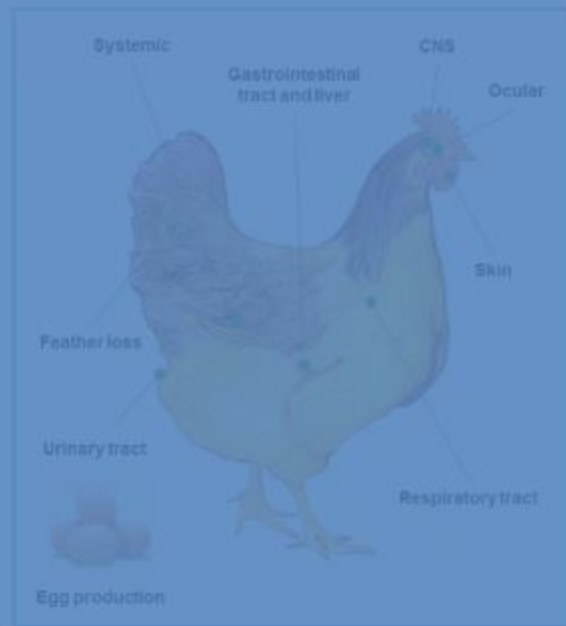 Systemic
CNS
Gastrointestinal
tract and liver
Ocular
Skin
Feather loss
Urinary tract
Respiratory tract
Egg production